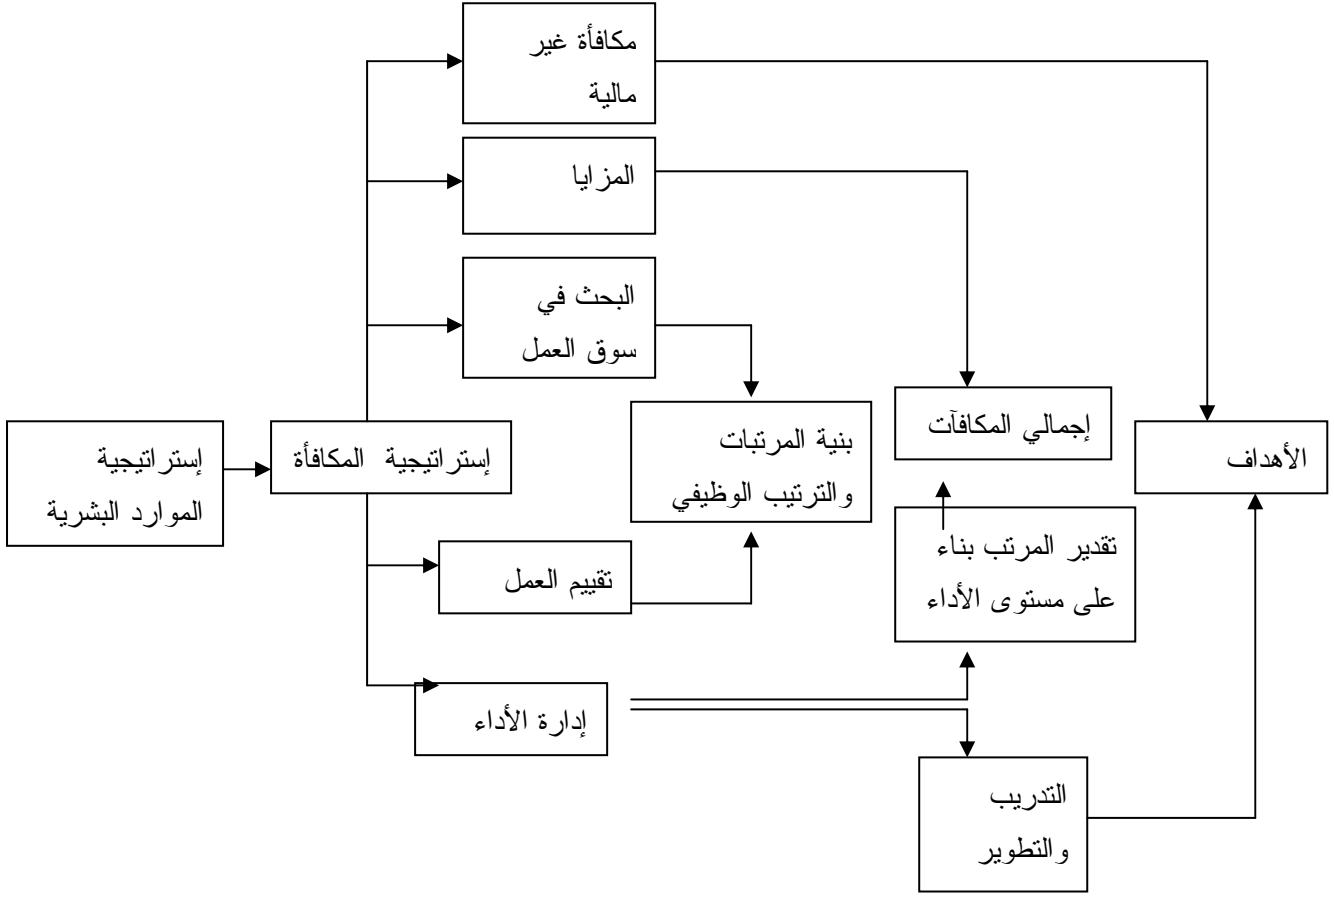 مكافأة غير
مالية
المزايا
البحث في
سوق العمل
إجمالي المكافآت
بنية المرتبات
والترتيب الوظيفي
الأهداف
إستراتيجية المكافأة
إستراتيجية
الموارد البشرية
تقدير المرتب بناء
على مستوى الأداء
تقييم العمل
إدارة الأداء
التدريب
والتطوير